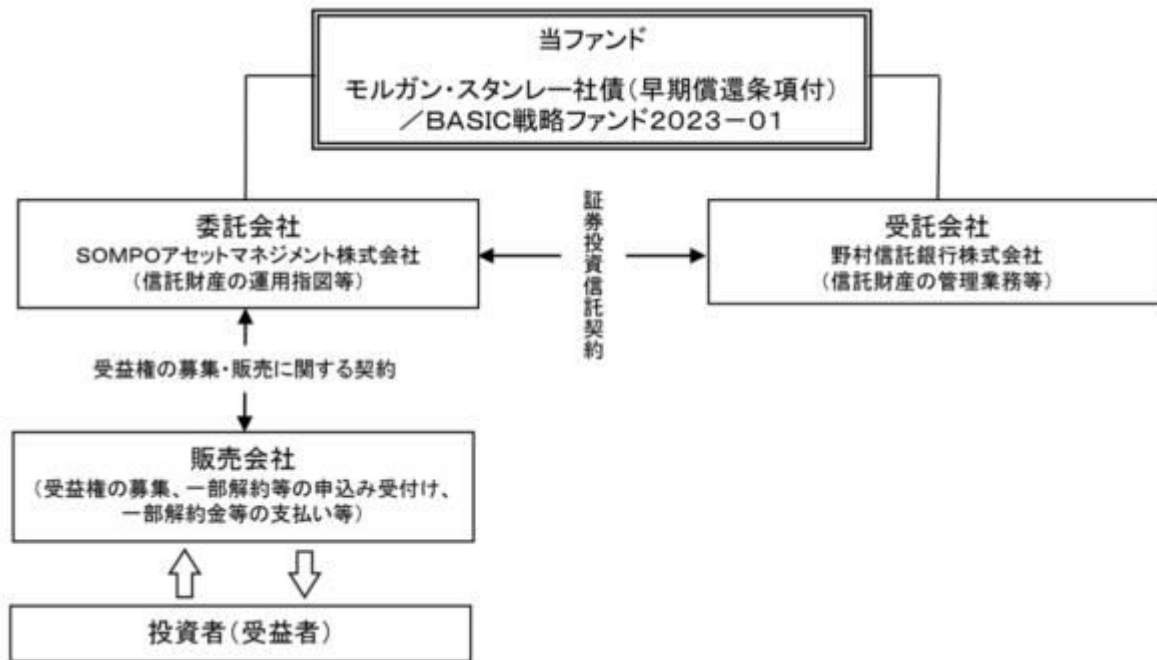 当ファンド
モルガン・スタンレー社債(早期償還条項付)
／BASIC戦略ファンド2023－01
委託会社
SOMPOアセットマネジメント株式会社
(信託財産の運用指図等)
証券投資信託契約
受託会社
野村信託銀行株式会社
(信託財産の管理業務等)
受益権の募集・販売に関する契約
販売会社
(受益権の募集、一部解約等の申込み受付け、
一部解約金等の支払い等)
投資者(受益者)